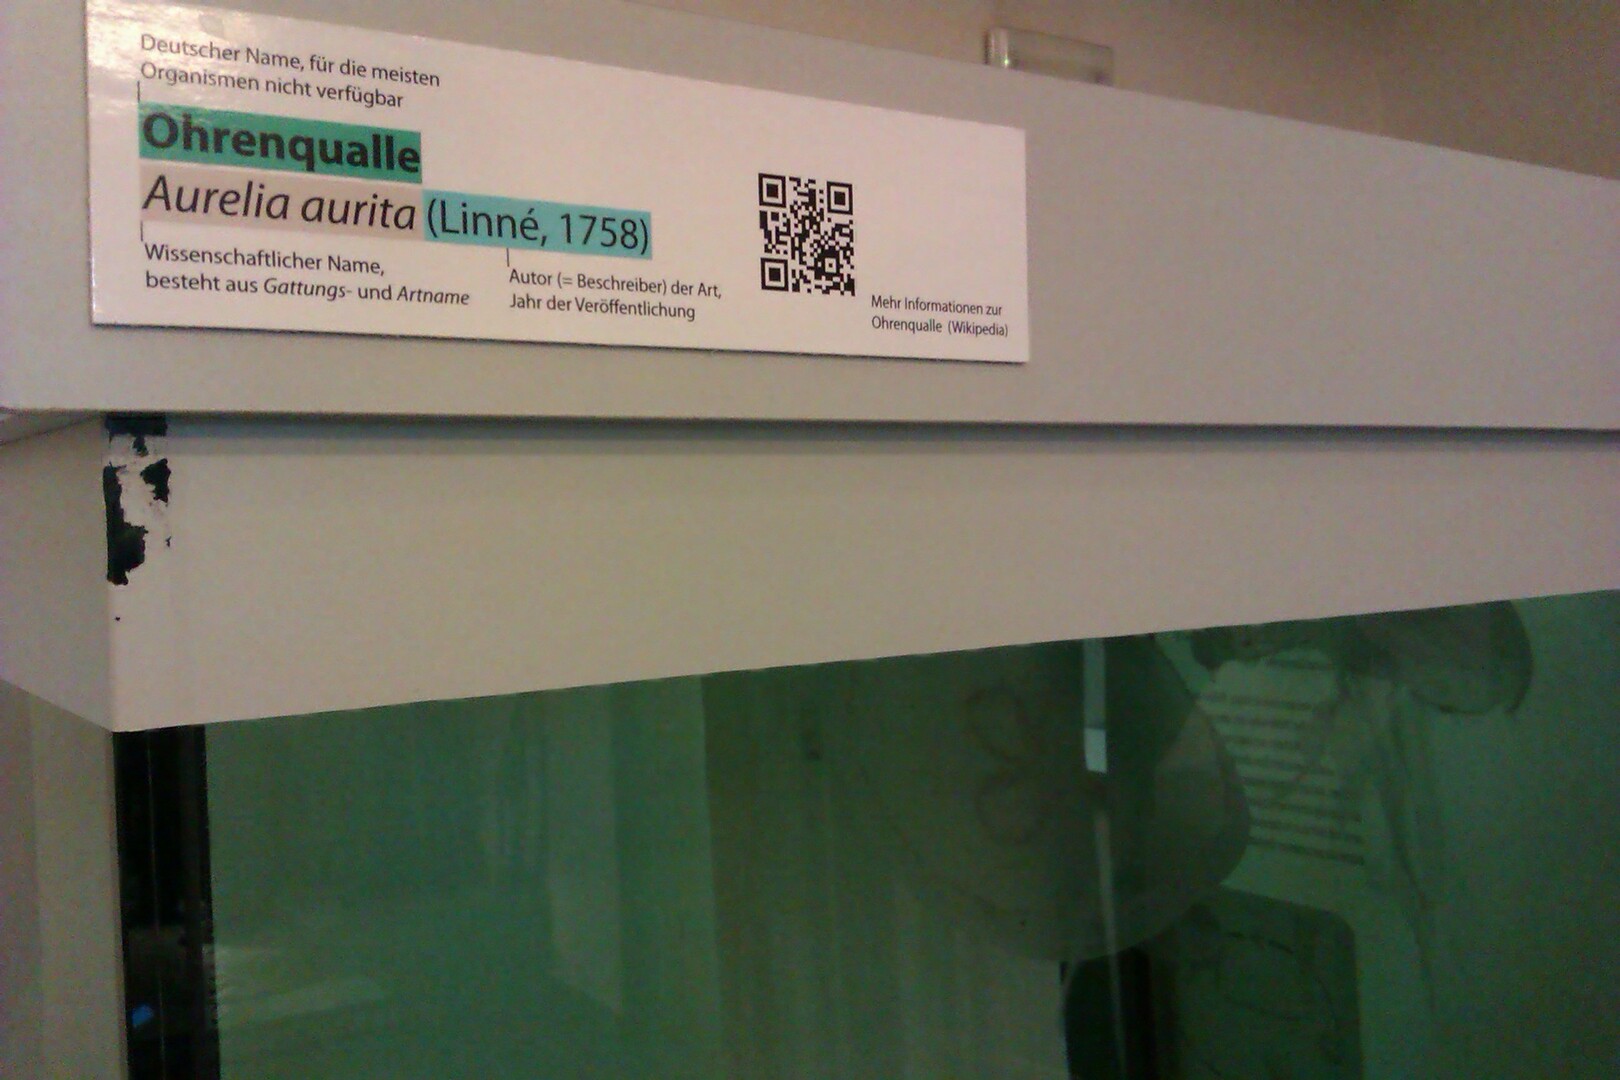 Deutscher Name, für die meisten
Organismen nicht verfügbar
Ohrenqualle
Aurelia aurita (Linné, 1758)
Wissenschaftlicher Name,
besteht aus Gattungs- und Artname
Autor (= Beschreiber) der Art,
Jahr der Veröffentlichung
Mehr Informationen zur
Ohrenqualle (Wikipedia)